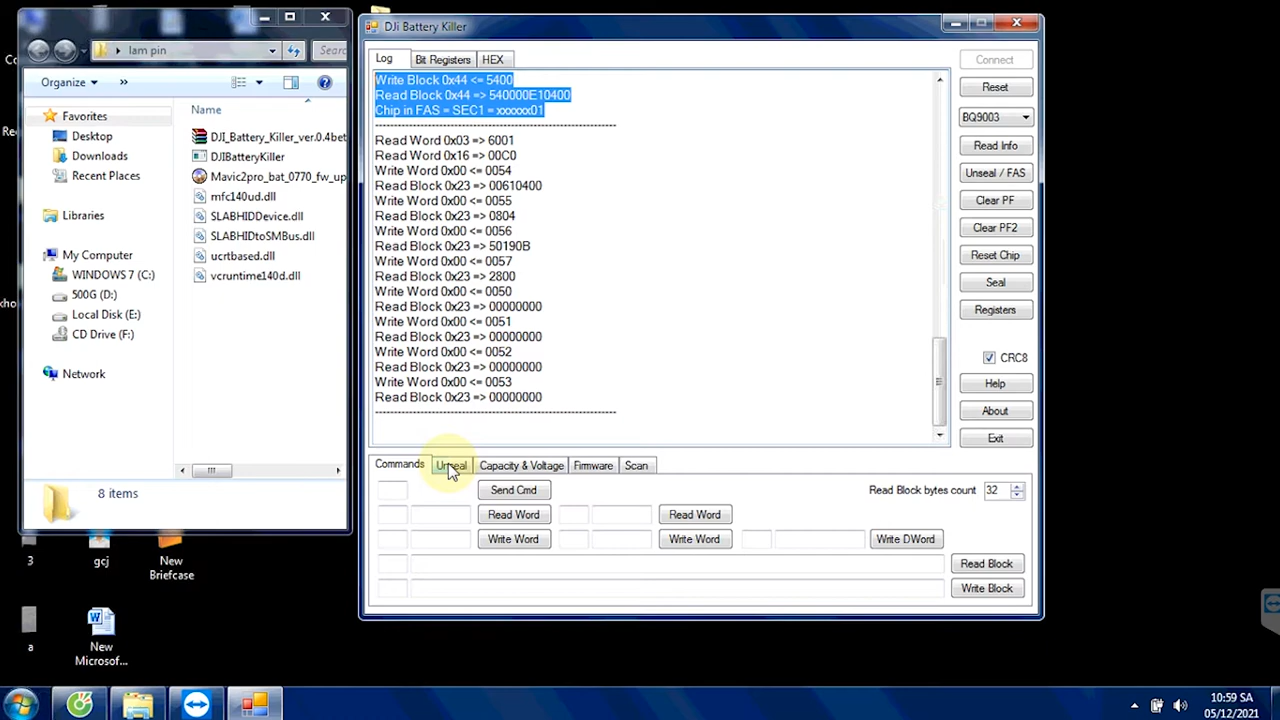 lam pin
Searc
Organize
»
Favorites
Desktop
Downloads
Recent Places
Libraries
My Computer
WINDOWS 7 (C:)
500G (D:)
Local Disk (E:)
CD Drive (F:)
Network
Name
DJI_Battery_Killer_ver.0.4bet
DJIBatteryKiller
Mavic2pro_bat_0770_fw_up
mfc140ud.dll
SLABHIDDevice.dll
SLABHIDtoSMBus.dll
ucrtbased.dll
vcruntime140d.dll
8 items
DJi Battery Killer
Log
Bit Registers
HEX
Write Block 0x44 <= 5400
Read Block 0x44 => 540000E10400
Chip in FAS = SEC1 = xxxxxx01
----------------------------------------------------------------
Read Word 0x03 => 6001
Read Word 0x16 => 00C0
Write Word 0x00 <= 0054
Read Block 0x23 => 00610400
Write Word 0x00 <= 0055
Read Block 0x23 => 0804
Write Word 0x00 <= 0056
Read Block 0x23 => 50190B
Write Word 0x00 <= 0057
Read Block 0x23 => 2800
Write Word 0x00 <= 0050
Read Block 0x23 => 00000000
Write Word 0x00 <= 0051
Read Block 0x23 => 00000000
Write Word 0x00 <= 0052
Read Block 0x23 => 00000000
Write Word 0x00 <= 0053
Read Block 0x23 => 00000000
----------------------------------------------------------------
Connect
Reset
BQ9003
Read Info
Unseal / FAS
Clear PF
Clear PF2
Reset Chip
Seal
Registers
CRC8
Help
About
Exit
Commands
Unseal
Capacity & Voltage
Firmware
Scan
Send Cmd
Read Block bytes count 32
Read Word
Read Word
Write Word
Write Word
Write DWord
Read Block
Write Block
3
gcj
New
Briefcase
a
New
Microsof...
10:59 SA
05/12/2021